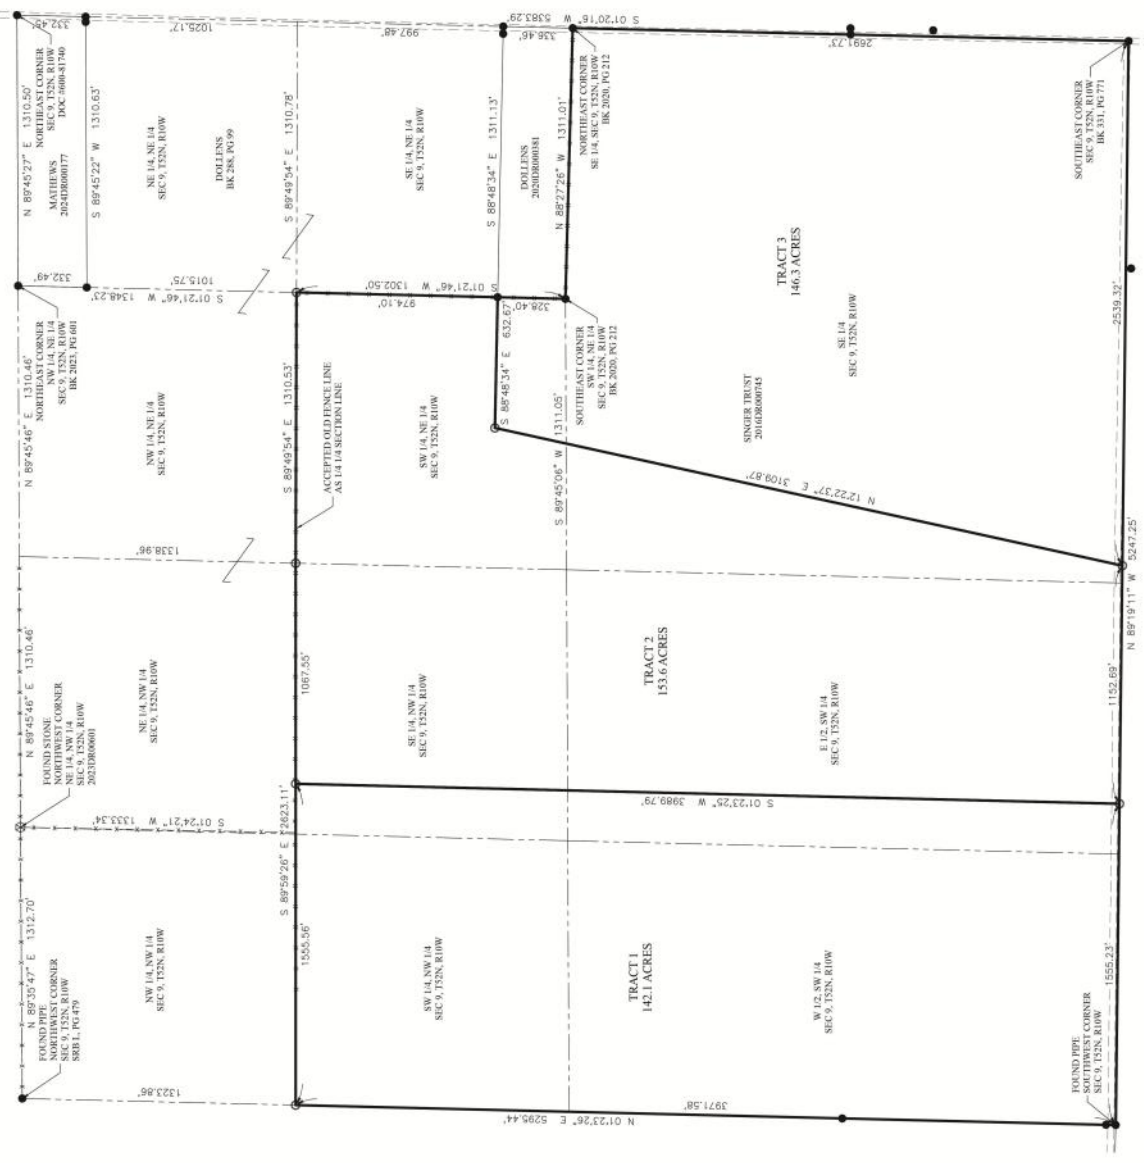 332.45'
1025.17'
997.48'
5383.29'
S 01°20'16" W
336.46'
2691.73'
N 89°45'27" E 1310.50'
NORTHEAST CORNER
SEC 9, T52N, R10W
DOC #600-81740
MATHEWS
2024DR000177
S 89°45'22" W 1310.63'
NE 1/4, NE 1/4
SEC 9, T52N, R10W
DOLLENS
BK 288, PG 99
S 89°49'54" E 1310.78'
SE 1/4, NE 1/4
SEC 9, T52N, R10W
S 88°48'34" E 1311.13'
DOLLENS
2020DR000381
N 88°27'26" W 1311.01'
NORTHEAST CORNER
SE 1/4, SEC 9, T52N, R10W
BK 2020, PG 212
SOUTHEAST CORNER
SEC 9, T52N, R10W
BK 331, PG 771
332.49'
1015.75'
S 01°21'46" W 1348.23'
S 01°21'46" W 1302.50'
974.10'
328.40'
TRACT 3
146.3 ACRES
SE 1/4
SEC 9, T52N, R10W
SINGER TRUST
2016DR000745
2539.32'
NORTHEAST CORNER
NW 1/4, NE 1/4
SEC 9, T52N, R10W
BK 2023, PG 601
N 89°45'46" E 1310.46'
NW 1/4, NE 1/4
SEC 9, T52N, R10W
S 89°49'54" E 1310.53'
ACCEPTED OLD FENCE LINE
AS 1/4 1/4 SECTION LINE
SW 1/4, NE 1/4
SEC 9, T52N, R10W
S 88°48'34" E 632.67'
S 89°45'06" W 1311.05'
SOUTHEAST CORNER
SW 1/4, NE 1/4
SEC 9, T52N, R10W
BK 2020, PG 212
N 12°22'37" E 3109.87'
1338.96'
N 89°19'11" W 5247.25'
N 89°45'46" E 1310.46'
FOUND STONE
NORTHWEST CORNER
NE 1/4, NW 1/4
SEC 9, T52N, R10W
2023DR00601
NE 1/4, NW 1/4
SEC 9, T52N, R10W
1067.55'
SE 1/4, NW 1/4
SEC 9, T52N, R10W
TRACT 2
153.6 ACRES
E 1/2, SW 1/4
SEC 9, T52N, R10W
1152.69'
S 01°24'21" W 1333.34'
S 01°23'25" W 3989.79'
S 89°59'26" E 2623.11'
N 89°35'47" E 1312.70'
FOUND PIPE
NORTHWEST CORNER
SEC 9, T52N, R10W
SRB 1, PG 479
NW 1/4, NW 1/4
SEC 9, T52N, R10W
1555.56'
SW 1/4, NW 1/4
SEC 9, T52N, R10W
TRACT 1
142.1 ACRES
W 1/2, SW 1/4
SEC 9, T52N, R10W
1555.23'
FOUND PIPE
SOUTHWEST CORNER
SEC 9, T52N, R10W
1323.86'
N 01°23'26" E 5295.44'
3971.58'